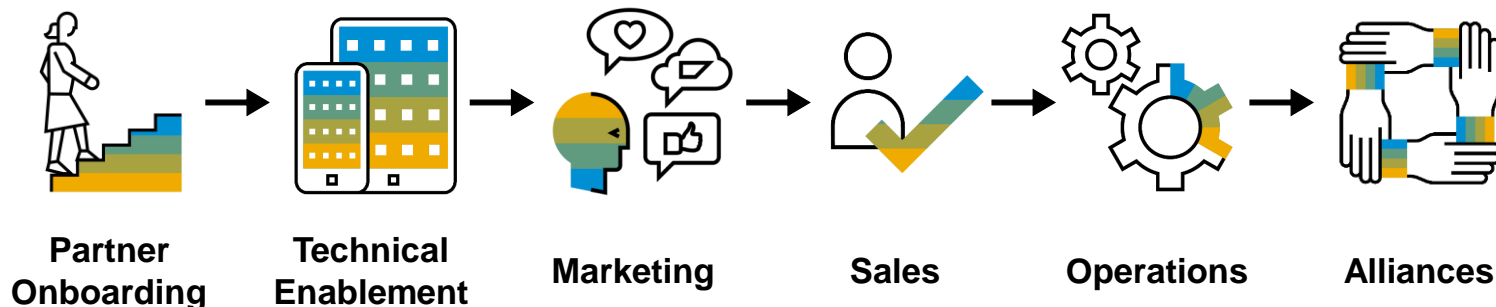 Partner
Onboarding
Technical
Enablement
Marketing
Sales
Operations
Alliances